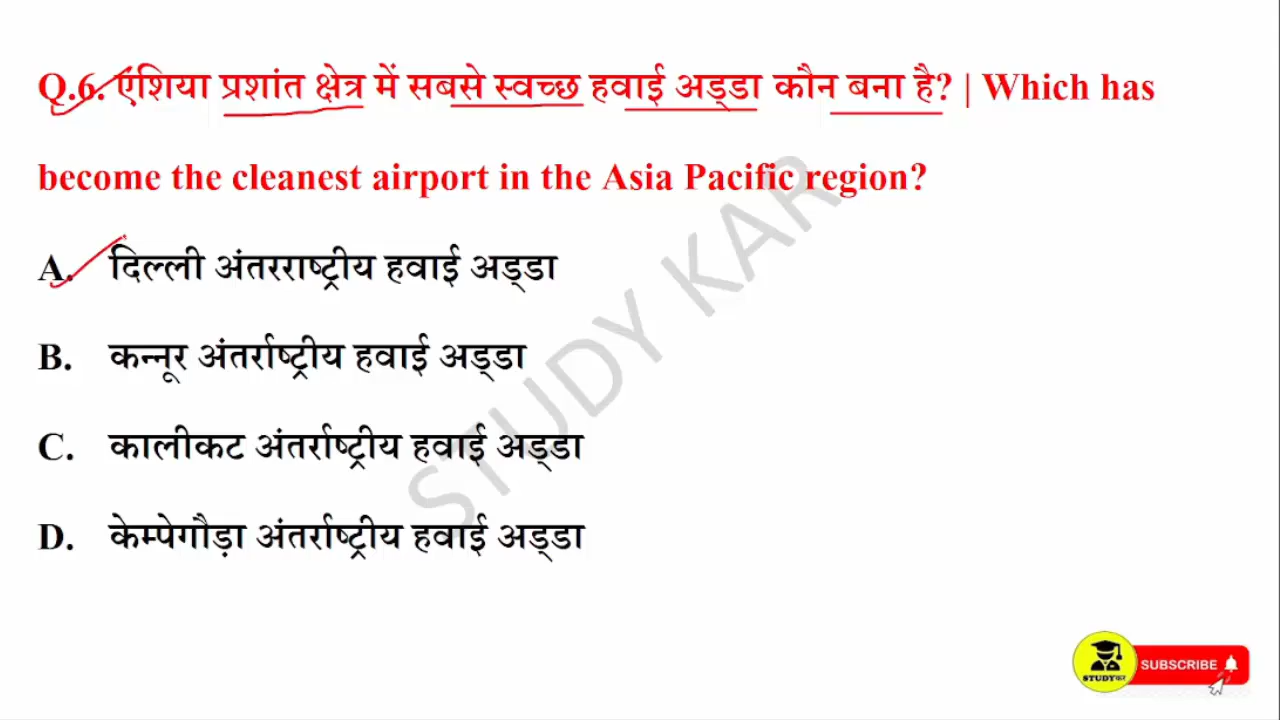 Q.6. एशिया प्रशांत क्षेत्र में सबसे स्वच्छ हवाई अड्डा कौन बना है? | Which has
become the cleanest airport in the Asia Pacific region?
A. दिल्ली अंतरराष्ट्रीय हवाई अड्डा
B. कन्नूर अंतर्राष्ट्रीय हवाई अड्डा
C. कालीकट अंतर्राष्ट्रीय हवाई अड्डा
D. केम्पेगौड़ा अंतर्राष्ट्रीय हवाई अड्डा
STUDY KAR
STUDYकर
SUBSCRIBE